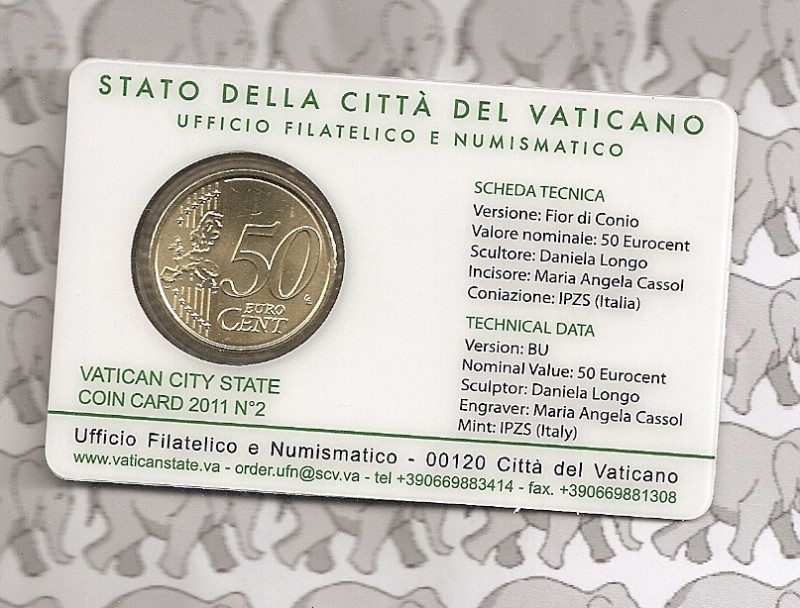 STATO DELLA CITTÀ DEL VATICANO
UFFICIO FILATELICO E NUMISMATICO
50
EURO
CENT
SCHEDA TECNICA
Versione: Fior di Conio
Valore nominale: 50 Eurocent
Scultore: Daniela Longo
Incisore: Maria Angela Cassol
Coniazione: IPZS (Italia)
TECHNICAL DATA
Version: BU
Nominal Value: 50 Eurocent
Sculptor: Daniela Longo
Engraver: Maria Angela Cassol
Mint: IPZS (Italy)
VATICAN CITY STATE
COIN CARD 2011 N°2
Ufficio Filatelico e Numismatico - 00120 Città del Vaticano
www.vaticanstate.va - order.ufn@scv.va - tel +390669883414 - fax. +390669881308